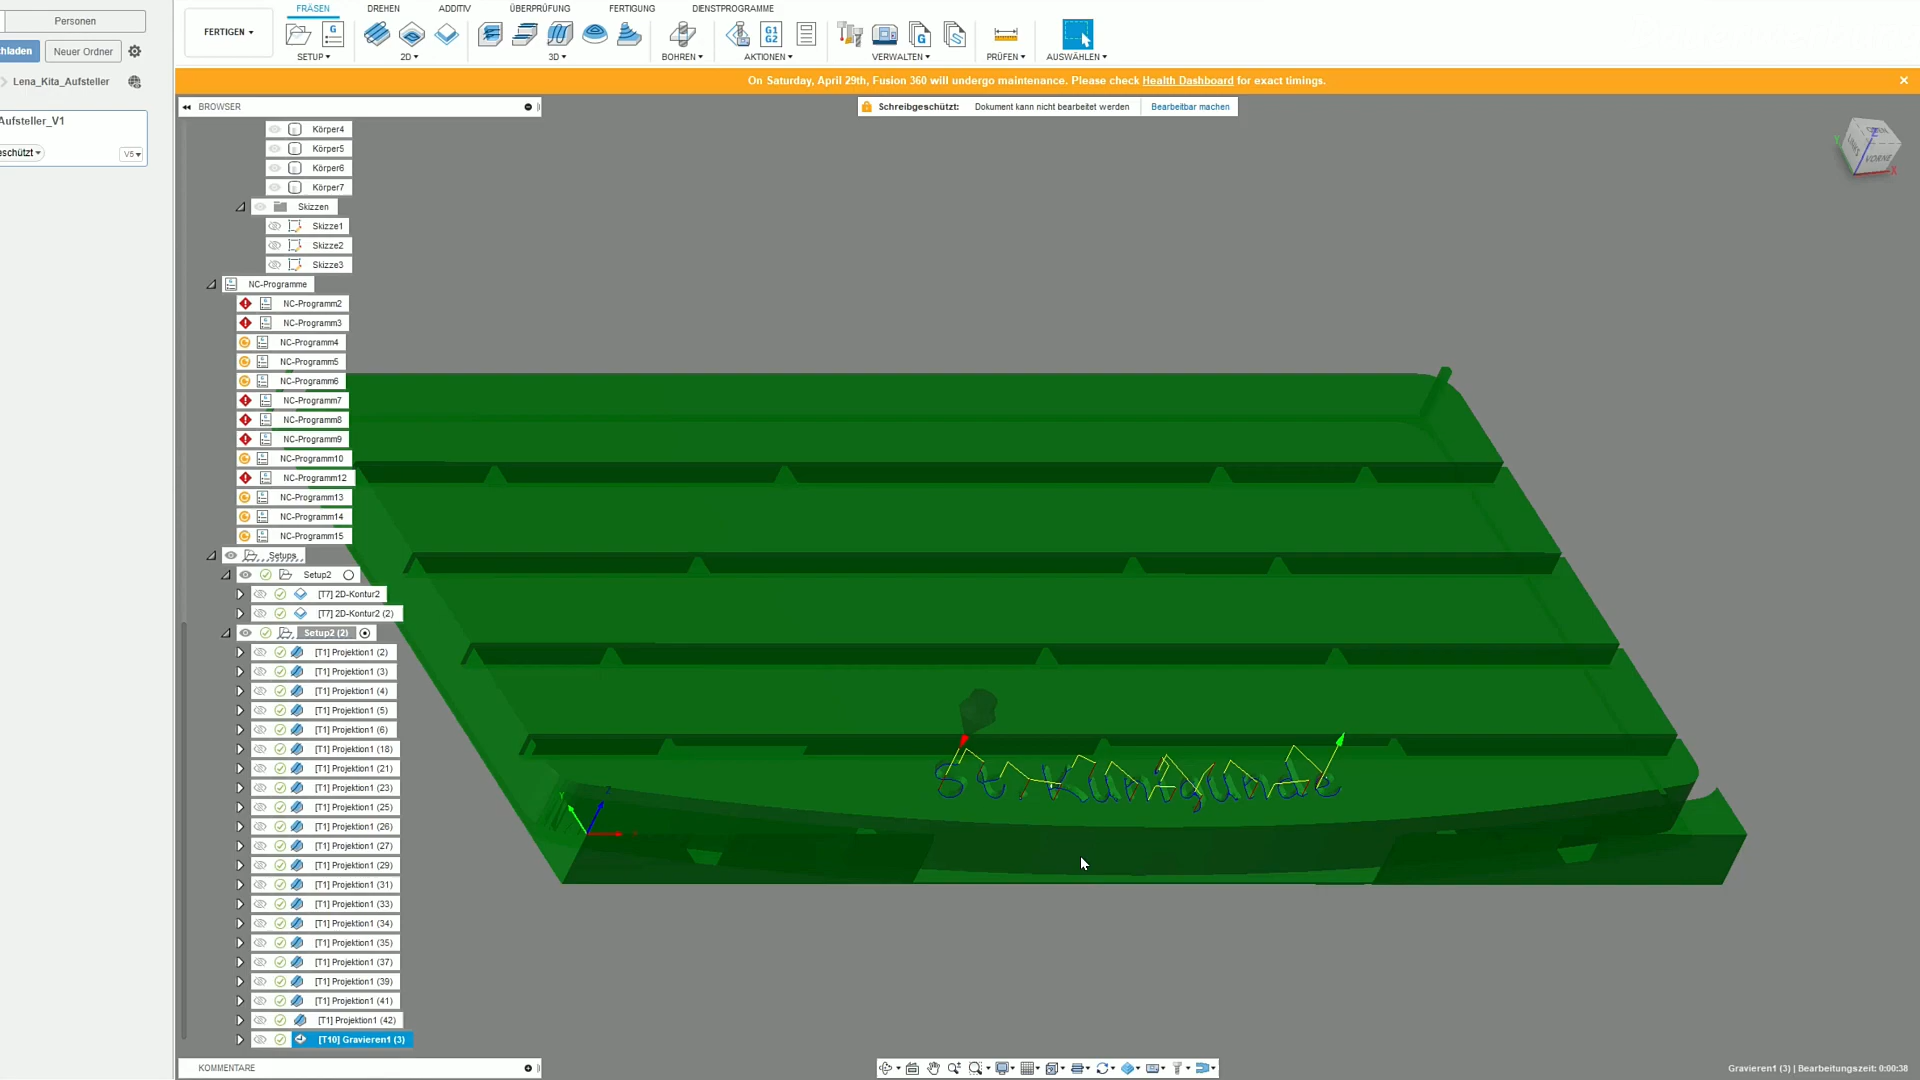 Personen
FERTIGEN
FRÄSEN
DREHEN
ADDITIV
ÜBERPRÜFUNG
FERTIGUNG
DIENSTPROGRAMME
SETUP
2D
3D
BOHREN
G1
G2
AKTIONEN
VERWALTEN
PRÜFEN
AUSWÄHLEN
hladen
Neuer Ordner
Lena_Kita_Aufsteller
On Saturday, April 29th, Fusion 360 will undergo maintenance. Please check Health Dashboard for exact timings.
BROWSER
Schreibgeschützt:
Dokument kann nicht bearbeitet werden
Bearbeitbar machen
Aufsteller_V1
eschützt
V5
Körper4
Körper5
Körper6
Körper7
Skizzen
Skizze1
Skizze2
Skizze3
NC-Programme
NC-Programm2
NC-Programm3
NC-Programm4
NC-Programm5
NC-Programm6
NC-Programm7
NC-Programm8
NC-Programm9
NC-Programm10
NC-Programm12
NC-Programm13
NC-Programm14
NC-Programm15
Setups
Setup2
[T7] 2D-Kontur2
[T7] 2D-Kontur2 (2)
Setup2 (2)
[T1] Projektion1 (2)
[T1] Projektion1 (3)
[T1] Projektion1 (4)
[T1] Projektion1 (5)
[T1] Projektion1 (6)
[T1] Projektion1 (18)
[T1] Projektion1 (21)
[T1] Projektion1 (23)
[T1] Projektion1 (25)
[T1] Projektion1 (26)
[T1] Projektion1 (27)
[T1] Projektion1 (29)
[T1] Projektion1 (31)
[T1] Projektion1 (33)
[T1] Projektion1 (34)
[T1] Projektion1 (35)
[T1] Projektion1 (37)
[T1] Projektion1 (39)
[T1] Projektion1 (41)
[T1] Projektion1 (42)
[T10] Gravieren1 (3)
St. Kunigunde
VORNE
LINKS
X
Y
Z
KOMMENTARE
Gravieren1 (3) | Bearbeitungszeit: 0:00:38